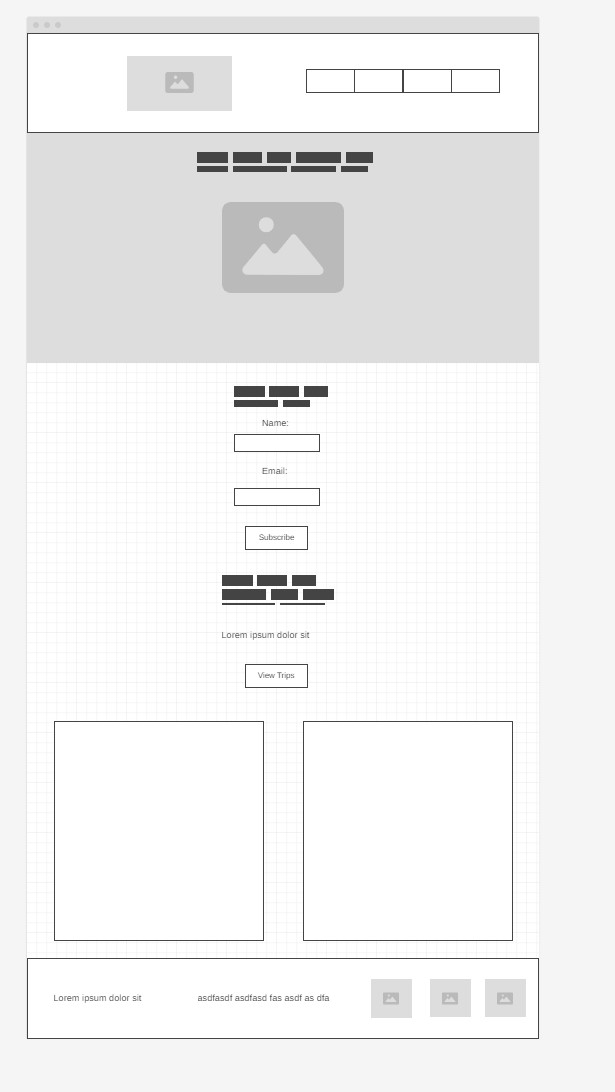 Name:
Email:
Subscribe
Lorem ipsum dolor sit
View Trips
Lorem ipsum dolor sit
asdfasdf asdfasd fas asdf as dfa